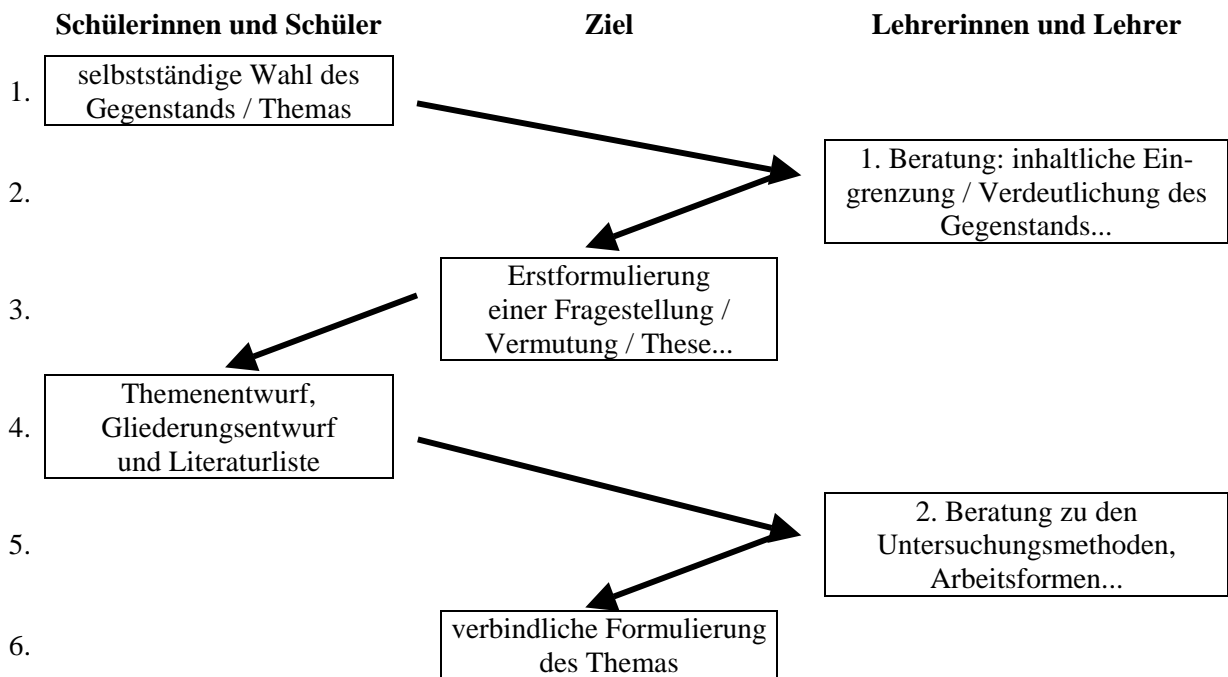 Schülerinnen und Schüler Ziel Lehrerinnen und Lehrer
1.
selbstständige Wahl des
Gegenstands / Themas
2.
1. Beratung: inhaltliche Ein-
grenzung / Verdeutlichung des
Gegenstands...
3.
Erstformulierung
einer Fragestellung /
Vermutung / These...
4.
Themenentwurf,
Gliederungsentwurf
und Literaturliste
5.
2. Beratung zu den
Untersuchungsmethoden,
Arbeitsformen...
6.
verbindliche Formulierung
des Themas